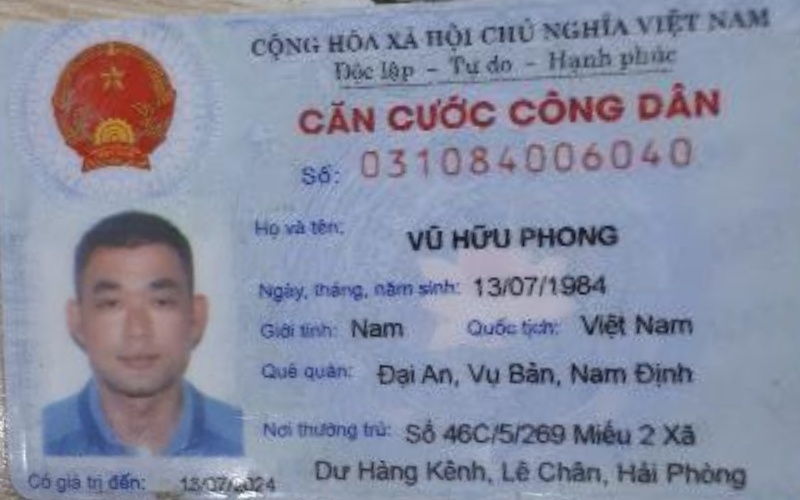 CỘNG HÒA XÃ HỘI CHỦ NGHĨA VIỆT NAM
Độc lập - Tự do - Hạnh phúc
CĂN CƯỚC CÔNG DÂN
Số: 031084006040
Họ và tên: VŨ HỮU PHONG
Ngày, tháng, năm sinh: 13/07/1984
Giới tính: Nam Quốc tịch: Việt Nam
Quê quán: Đại An, Vụ Bản, Nam Định
Nơi thường trú: Số 46C/5/269 Miếu 2 Xã
Dư Hàng Kênh, Lê Chân, Hải Phòng
Có giá trị đến: 13/07/2024